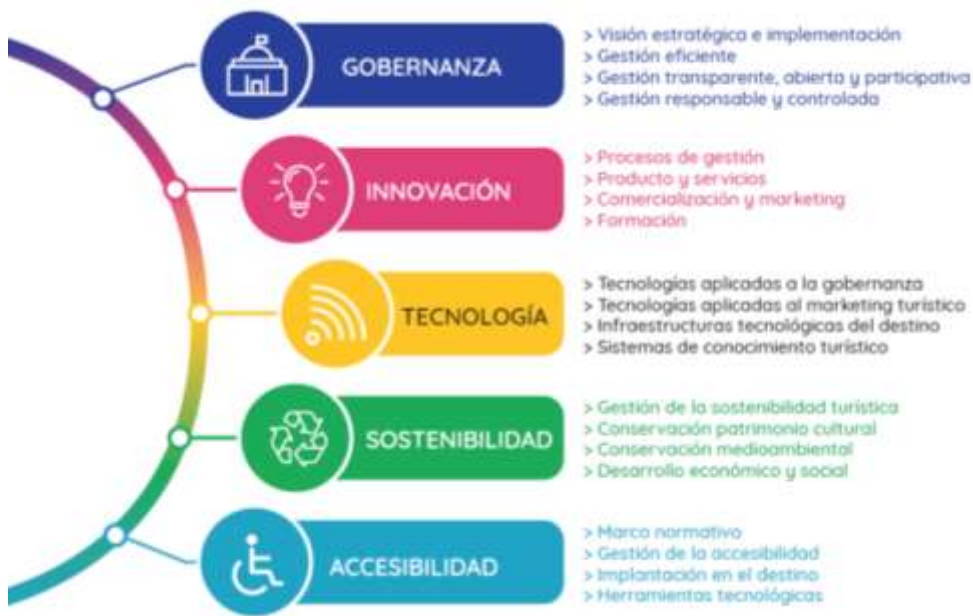 GOBERNANZA
> Visión estratégica e implementación
> Gestión eficiente
> Gestión transparente, abierta y participativa
> Gestión responsable y controlada
INNOVACIÓN
> Procesos de gestión
> Producto y servicios
> Comercialización y marketing
> Formación
TECNOLOGÍA
> Tecnologías aplicadas a la gobernanza
> Tecnologías aplicadas al marketing turístico
> Infraestructuras tecnológicas del destino
> Sistemas de conocimiento turístico
SOSTENIBILIDAD
> Gestión de la sostenibilidad turística
> Conservación patrimonio cultural
> Conservación medioambiental
> Desarrollo económico y social
ACCESIBILIDAD
> Marco normativo
> Gestión de la accesibilidad
> Implantación en el destino
> Herramientas tecnológicas